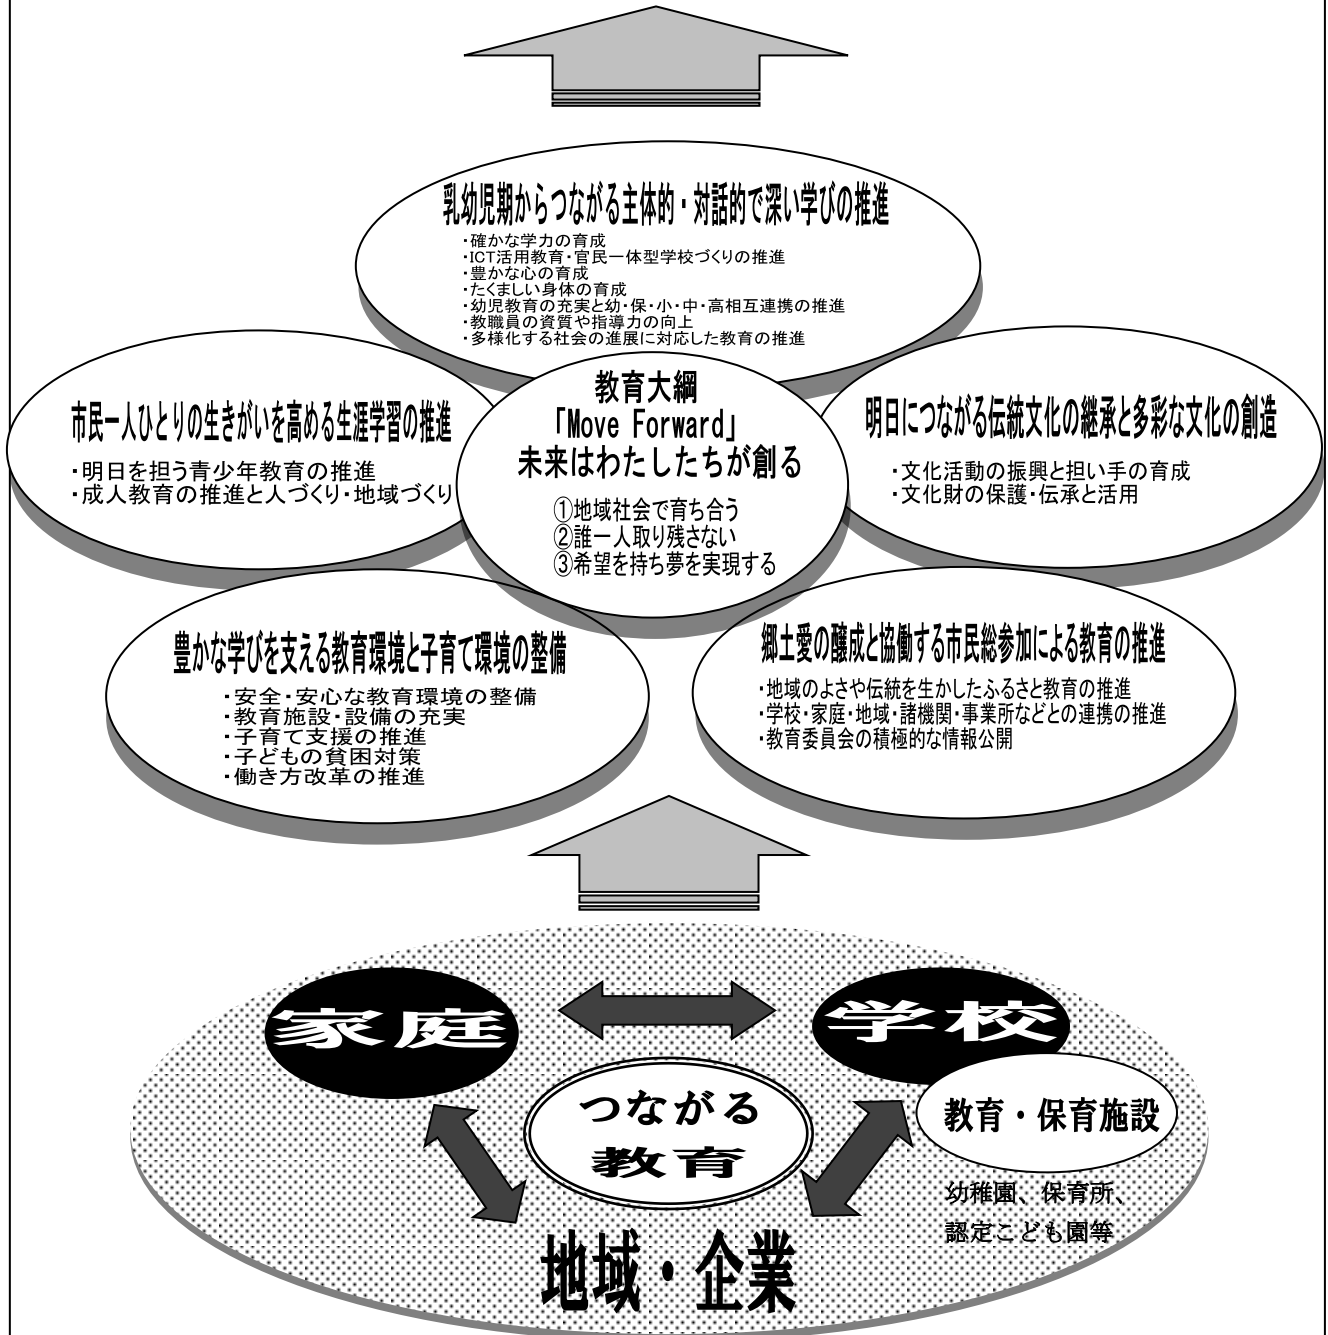 乳幼児期からつながる主体的・対話的で深い学びの推進
・確かな学力の育成
・ICT活用教育・官民一体型学校づくりの推進
・豊かな心の育成
・たくましい身体の育成
・幼児教育の充実と幼・保・小・中・高相互連携の推進
・教職員の資質や指導力の向上
・多様化する社会の進展に対応した教育の推進
市民一人ひとりの生きがいを高める生涯学習の推進
・明日を担う青少年教育の推進
・成人教育の推進と人づくり・地域づくり
教育大綱
「Move Forward」
未来はわたしたちが創る
①地域社会で育ち合う
②誰一人取り残さない
③希望を持ち夢を実現する
明日につながる伝統文化の継承と多彩な文化の創造
・文化活動の振興と担い手の育成
・文化財の保護・伝承と活用
豊かな学びを支える教育環境と子育て環境の整備
・安全・安心な教育環境の整備
・教育施設・設備の充実
・子育て支援の推進
・子どもの貧困対策
・働き方改革の推進
郷土愛の醸成と協働する市民総参加による教育の推進
・地域のよさや伝統を生かしたふるさと教育の推進
・学校・家庭・地域・諸機関・事業所などとの連携の推進
・教育委員会の積極的な情報公開
家庭
学校
つながる
教育
教育・保育施設
幼稚園、保育所、
認定こども園等
地域・企業